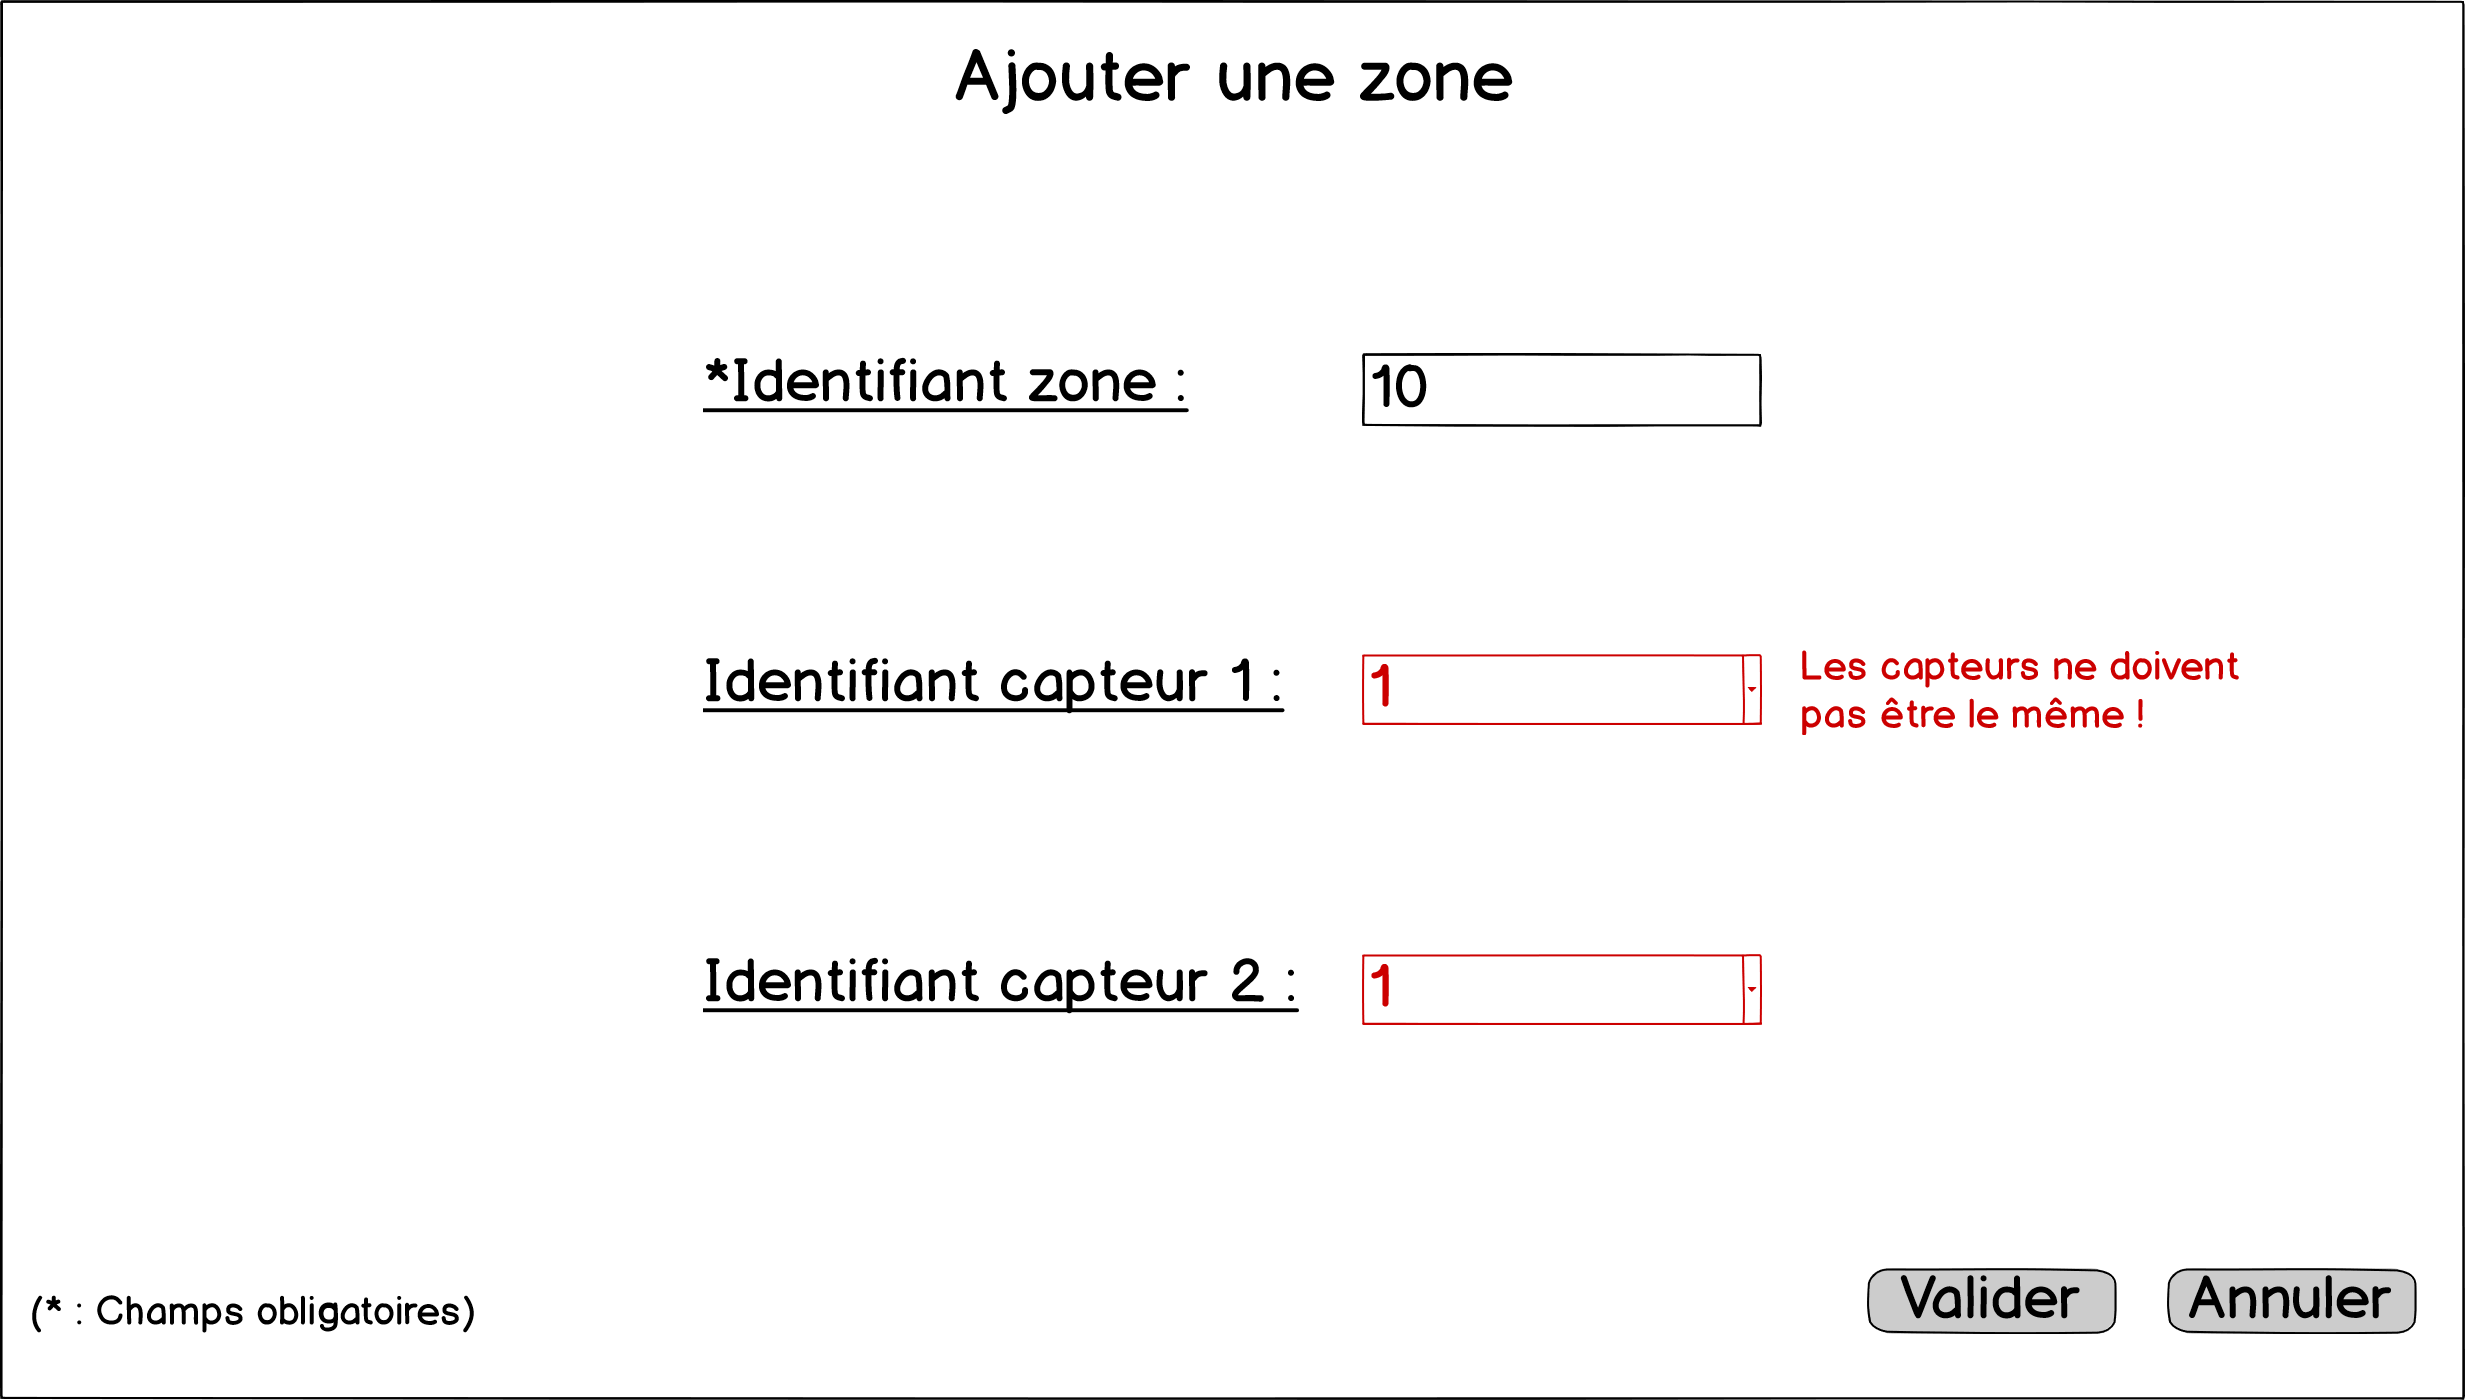 Ajouter une zone
*Identifiant zone : 10
Identifiant capteur 1 : 1
Les capteurs ne doivent
pas être le même !
Identifiant capteur 2 : 1
(* : Champs obligatoires)
Valider Annuler